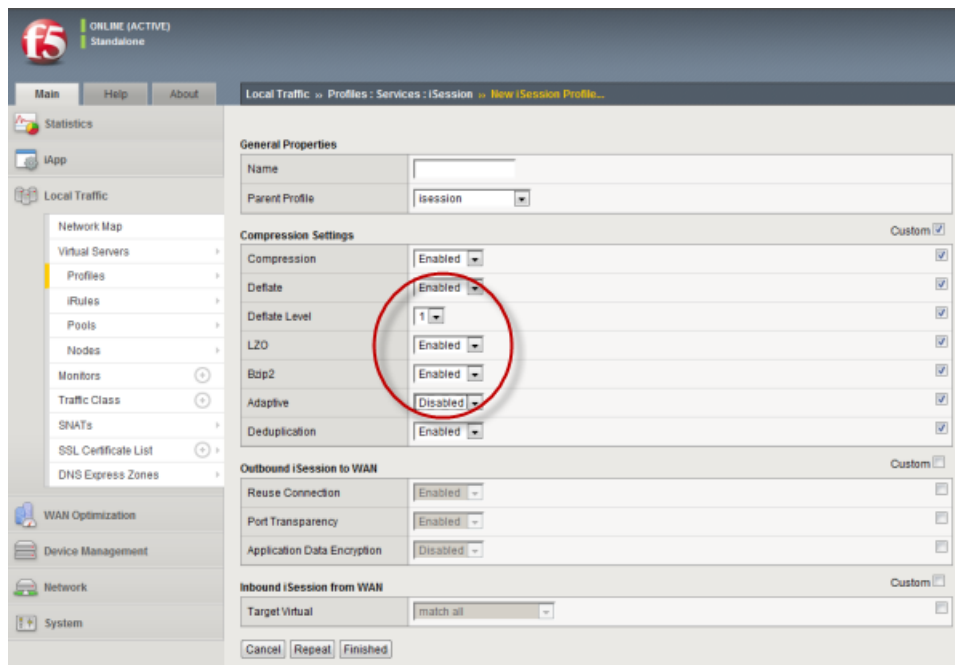 f5
ONLINE (ACTIVE)
Standalone
Main Help About
Local Traffic » Profiles : Services : iSession » New iSession Profile...
Statistics
iApp
Local Traffic
Network Map
Virtual Servers
Profiles
iRules
Pools
Nodes
Monitors
Traffic Class
SNATs
SSL Certificate List
DNS Express Zones
WAN Optimization
Device Management
Network
System
General Properties
Name
Parent Profile isession
Compression Settings Custom
Compression Enabled
Deflate Enabled
Deflate Level 1
LZO Enabled
Bzip2 Enabled
Adaptive Disabled
Deduplication Enabled
Outbound iSession to WAN Custom
Reuse Connection Enabled
Port Transparency Enabled
Application Data Encryption Disabled
Inbound iSession from WAN Custom
Target Virtual match all
Cancel Repeat Finished